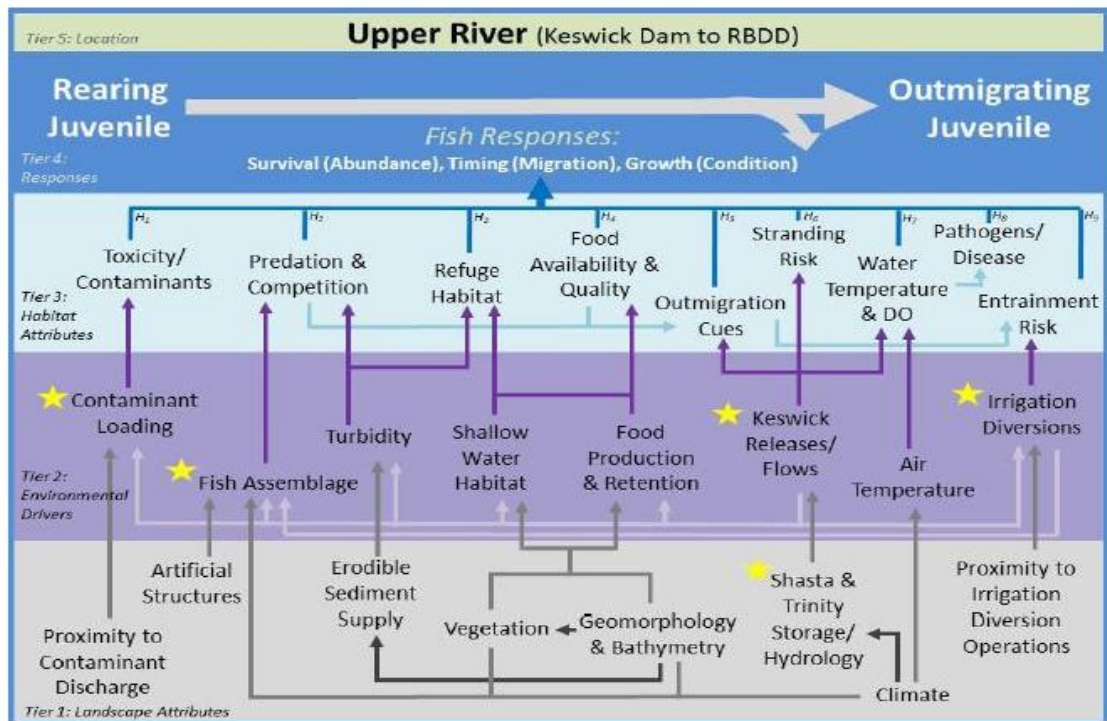 Tier 5: Location
Upper River (Keswick Dam to RBDD)
Rearing
Juvenile
Outmigrating
Juvenile
Fish Responses:
Survival (Abundance), Timing (Migration), Growth (Condition)
Tier 4:
Responses
H1
H2
H3
H4
H5
H6
H7
H8
H9
Toxicity/
Contaminants
Predation &
Competition
Refuge
Habitat
Food
Availability &
Quality
Outmigration
Cues
Stranding
Risk
Water
Temperature
& DO
Pathogens/
Disease
Entrainment
Risk
Tier 3:
Habitat
Attributes
Contaminant
Loading
Fish Assemblage
Turbidity
Shallow
Water
Habitat
Food
Production
& Retention
Keswick
Releases/
Flows
Air
Temperature
Irrigation
Diversions
Tier 2:
Environmental
Drivers
Proximity to
Contaminant
Discharge
Artificial
Structures
Erodible
Sediment
Supply
Vegetation
Geomorphology
& Bathymetry
Shasta &
Trinity
Storage/
Hydrology
Climate
Proximity to
Irrigation
Diversion
Operations
Tier 1: Landscape Attributes